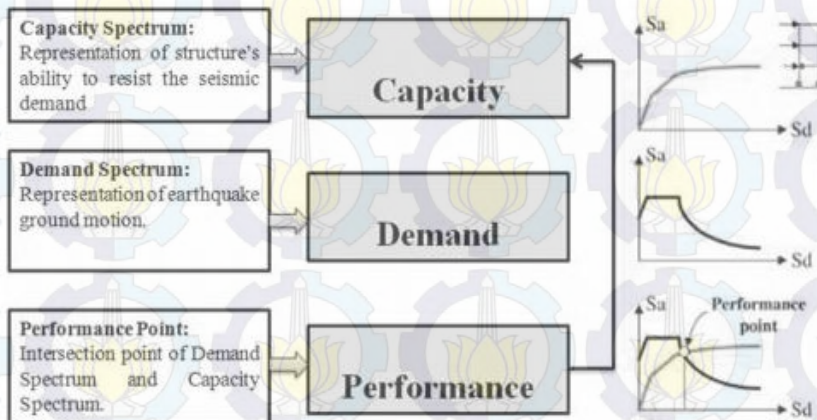 Capacity Spectrum:
Representation of structure's
ability to resist the seismic
demand
Capacity
Sa
Sd
Demand Spectrum:
Representation of earthquake
ground motion.
Demand
Sa
Sd
Performance Point:
Intersection point of Demand
Spectrum and Capacity
Spectrum.
Performance
Sa
Performance
point
Sd